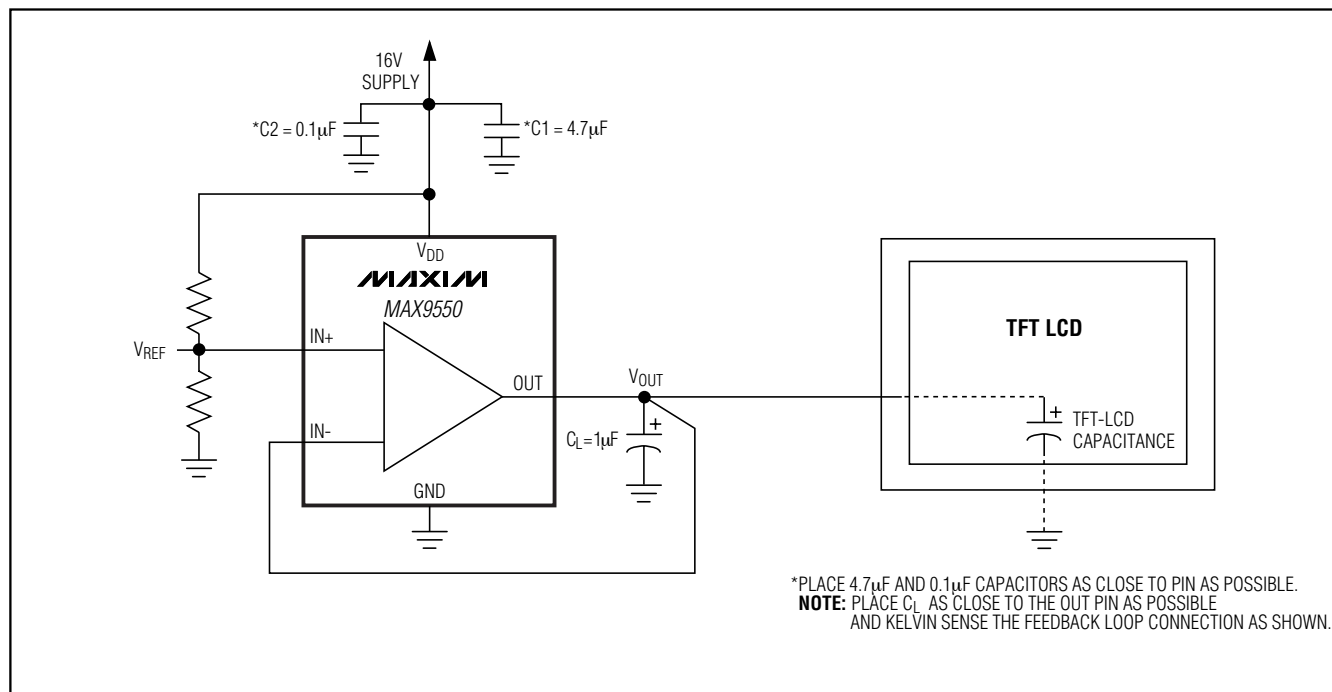 16V
SUPPLY
*C2 = 0.1μF
*C1 = 4.7μF
VDD
MAXIM
MAX9550
VREF
IN+
OUT
VOUT
IN-
+
CL=1μF
GND
TFT LCD
+
TFT-LCD
CAPACITANCE
*PLACE 4.7μF AND 0.1μF CAPACITORS AS CLOSE TO PIN AS POSSIBLE.
NOTE: PLACE CL AS CLOSE TO THE OUT PIN AS POSSIBLE
AND KELVIN SENSE THE FEEDBACK LOOP CONNECTION AS SHOWN.